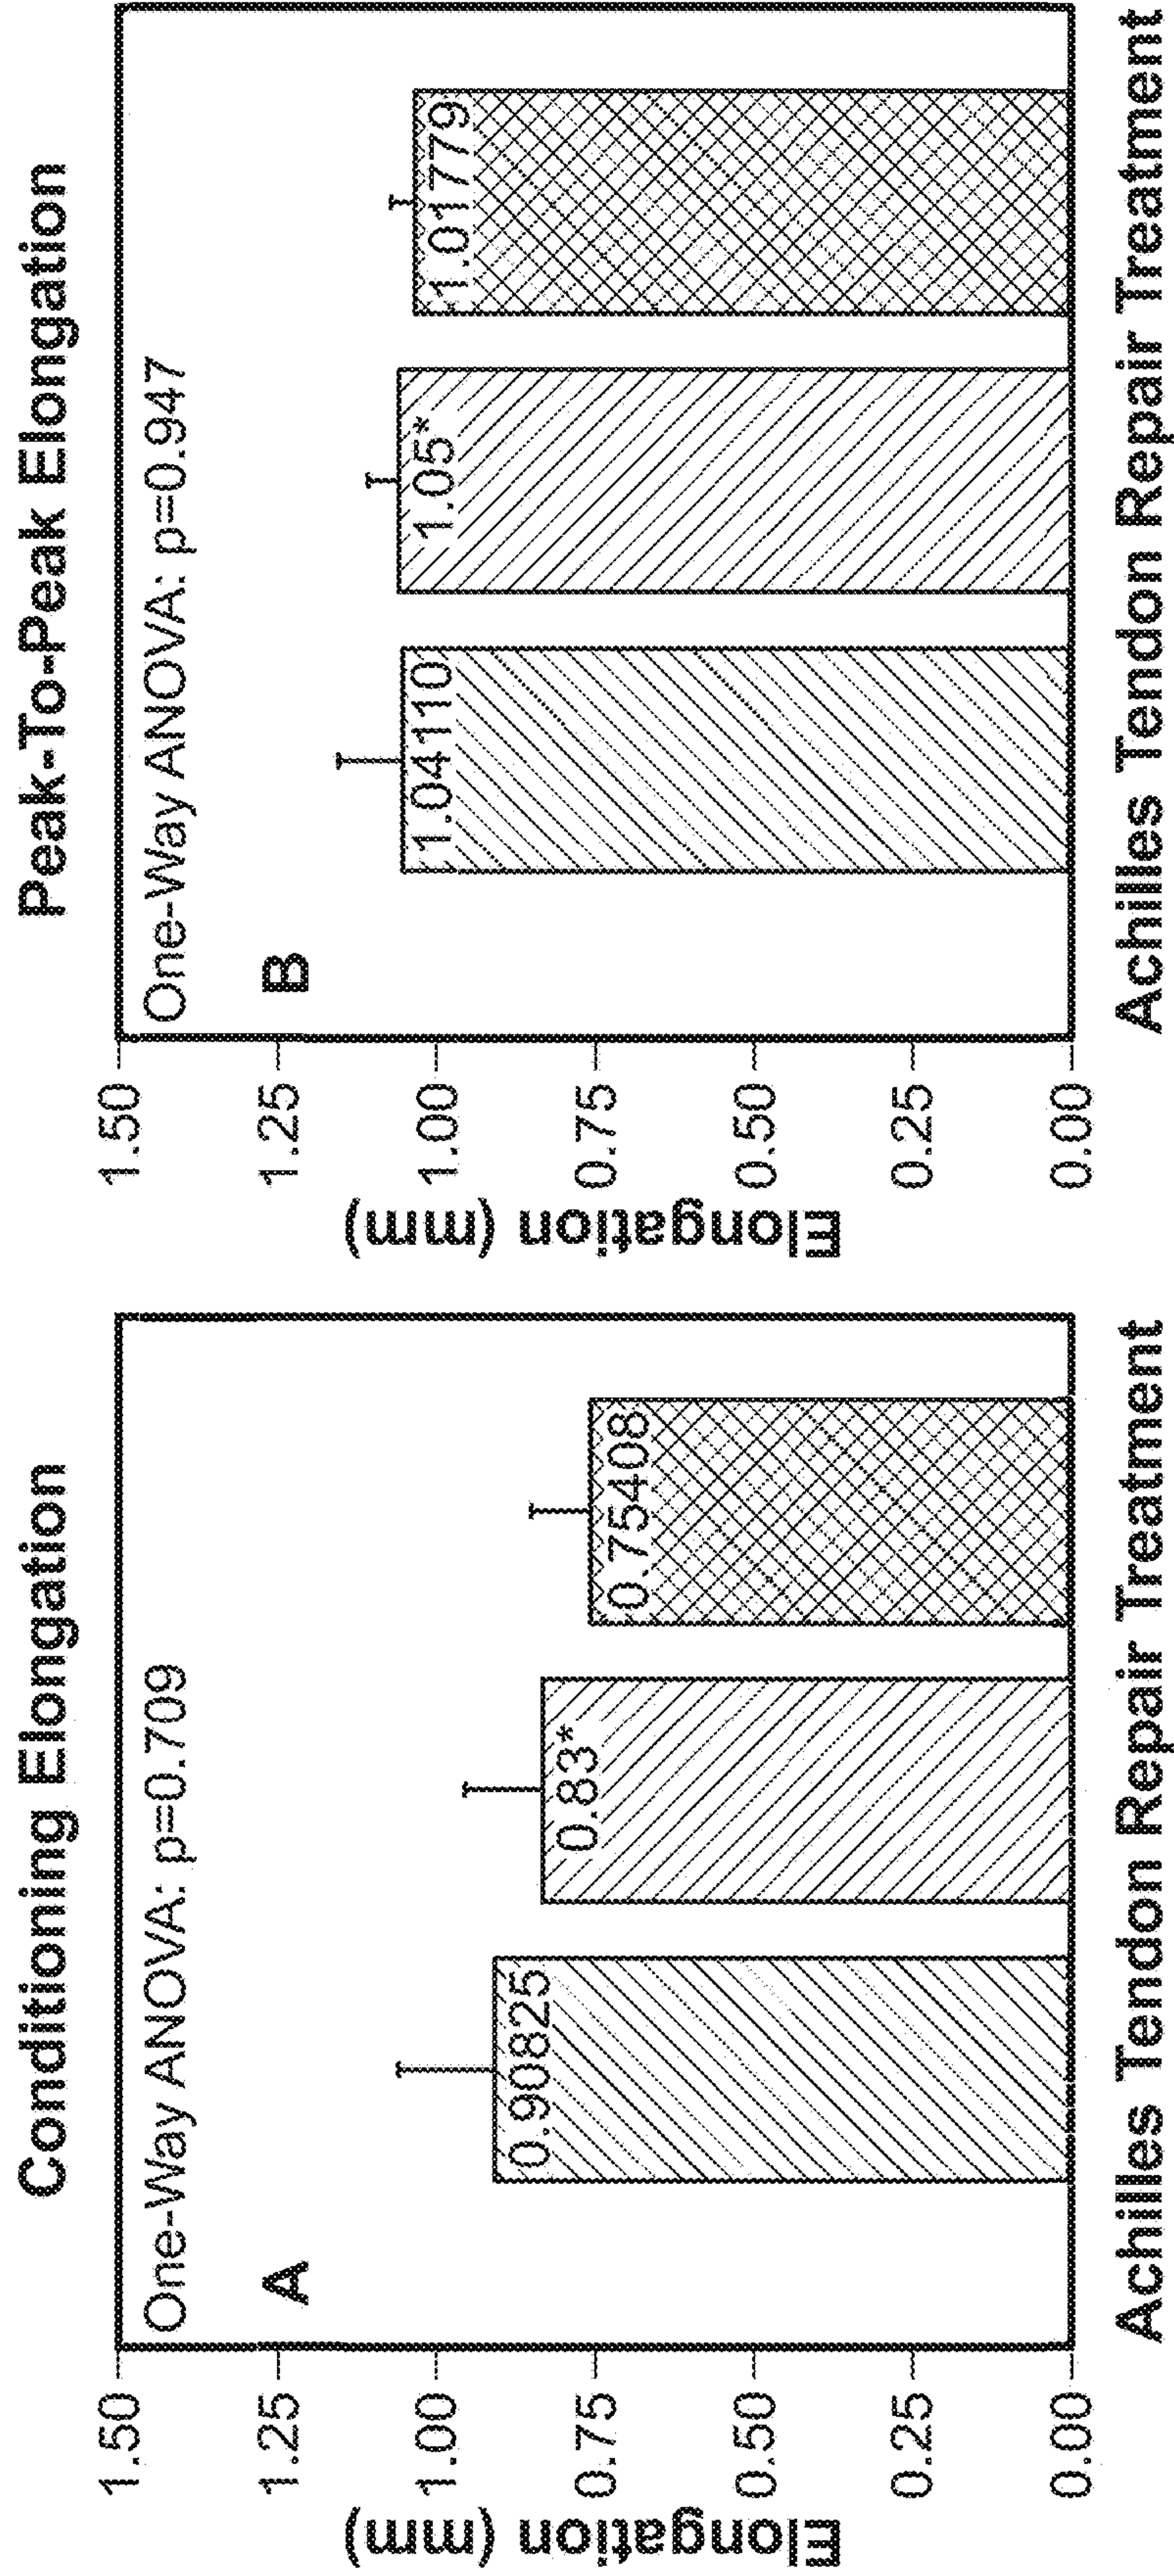 Conditioning Elongation
One-Way ANOVA: p=0.709
A
1.50
1.25
1.00
0.75
0.50
0.25
0.00
Elongation (mm)
0.90825
0.83*
0.75408
Achilles Tendon Repair Treatment
Peak-To-Peak Elongation
One-Way ANOVA: p=0.947
B
1.50
1.25
1.00
0.75
0.50
0.25
0.00
Elongation (mm)
1.04110
1.05*
1.01779
Achilles Tendon Repair Treatment